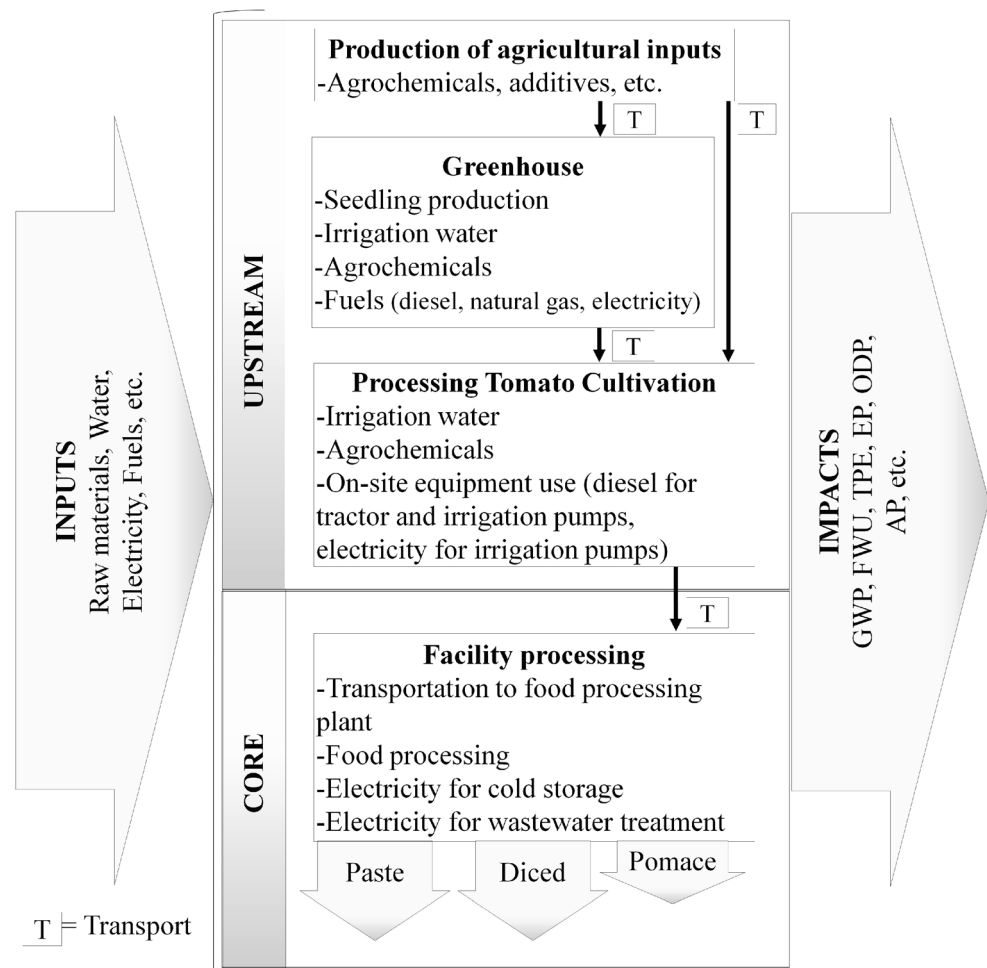 INPUTS
Raw materials, Water,
Electricity, Fuels, etc.
UPSTREAM
Production of agricultural inputs
-Agrochemicals, additives, etc.
T
T
Greenhouse
-Seedling production
-Irrigation water
-Agrochemicals
-Fuels (diesel, natural gas, electricity)
T
Processing Tomato Cultivation
-Irrigation water
-Agrochemicals
-On-site equipment use (diesel for
tractor and irrigation pumps,
electricity for irrigation pumps)
T
CORE
Facility processing
-Transportation to food processing
plant
-Food processing
-Electricity for cold storage
-Electricity for wastewater treatment
Paste
Diced
Pomace
IMPACTS
GWP, FWU, TPE, EP, ODP,
AP, etc.
T = Transport